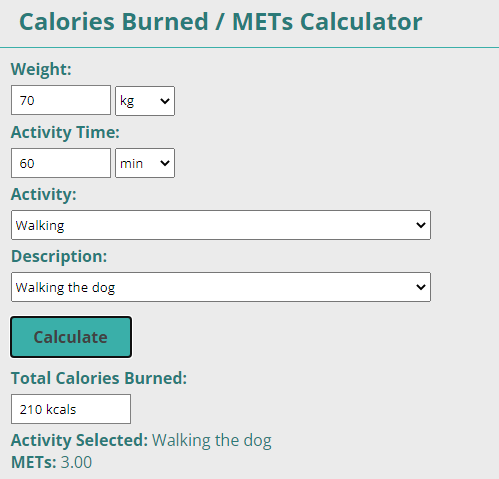 Calories Burned / METs Calculator
Weight:
70 kg
Activity Time:
60 min
Activity:
Walking
Description:
Walking the dog
Calculate
Total Calories Burned:
210 kcals
Activity Selected: Walking the dog
METs: 3.00